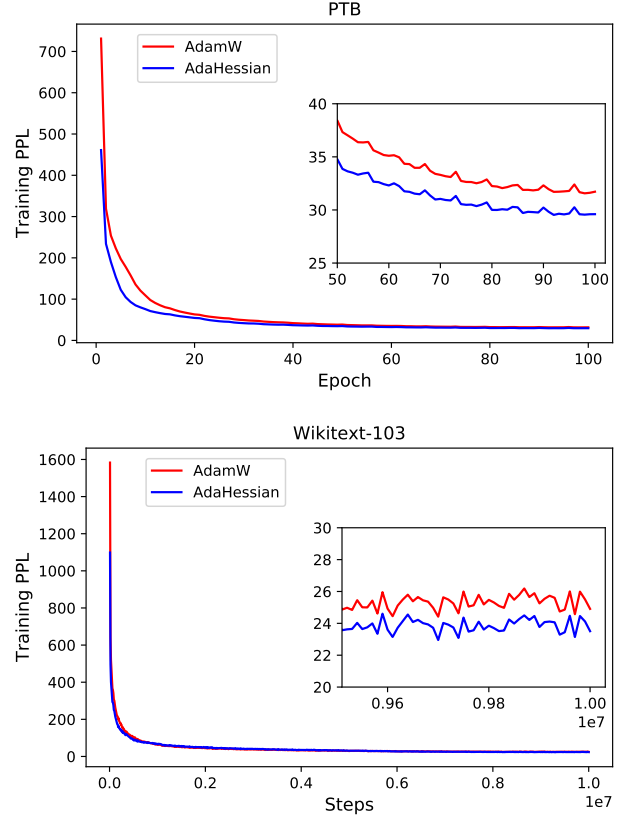 PTB
AdamW
AdaHessian
Training PPL
700
600
500
400
300
200
100
0
40
35
30
25
50 60 70 80 90 100
0 20 40 60 80 100
Epoch
Wikitext-103
AdamW
AdaHessian
Training PPL
1600
1400
1200
1000
800
600
400
200
0
30
28
26
24
22
20
0.96 0.98 1.00
1e7
0.0 0.2 0.4 0.6 0.8 1.0
1e7
Steps